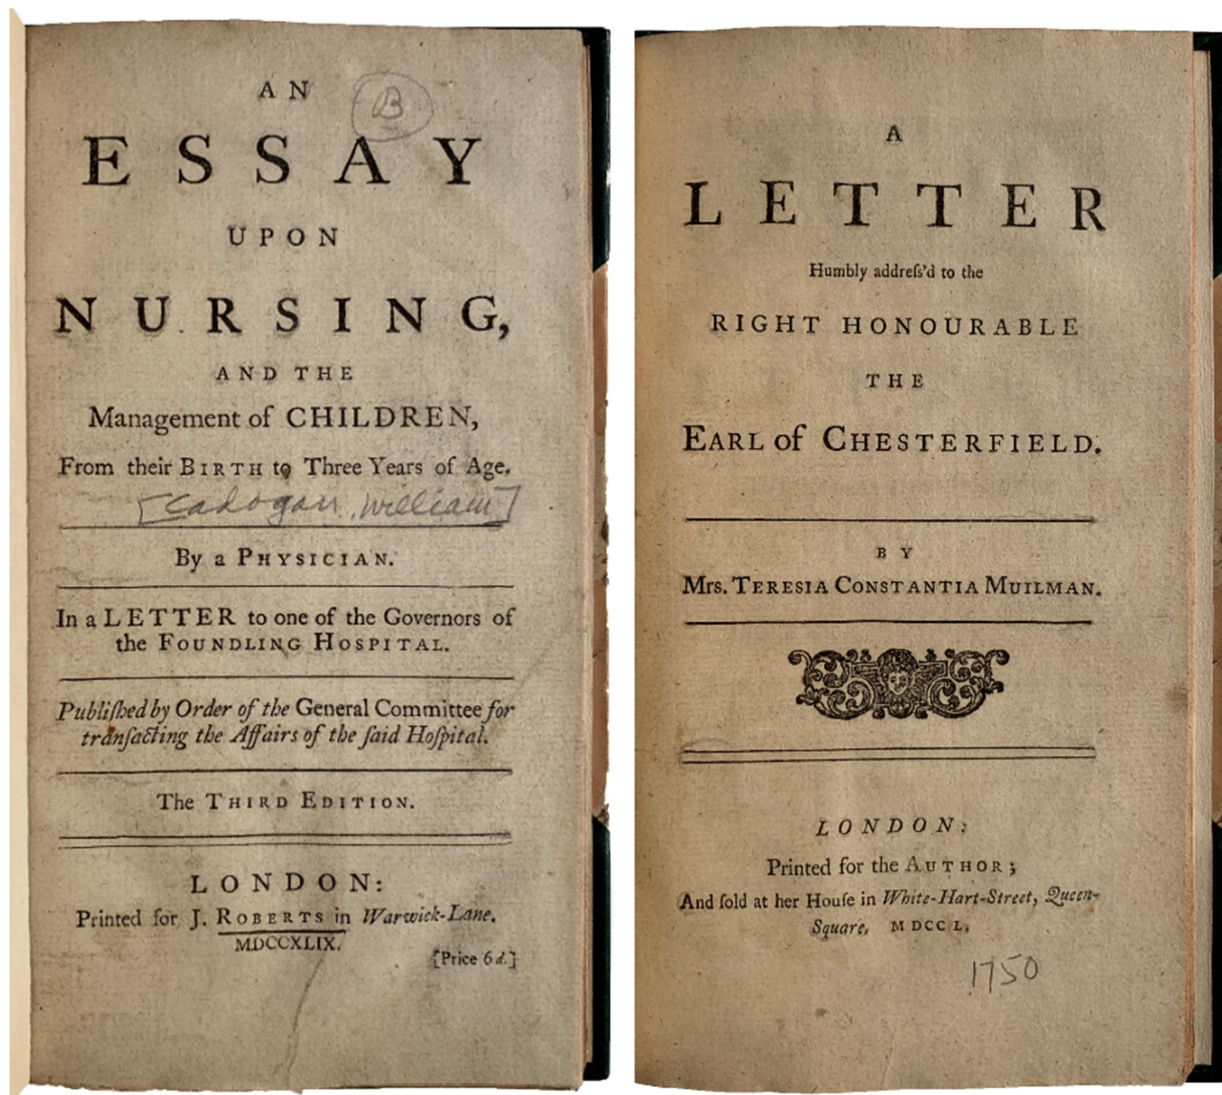 AN
B
ESSAY
UPON
NURSING,
AND THE
Management of CHILDREN,
From their BIRTH to Three Years of Age.
[Cadogan, William]
By a PHYSICIAN.
In a LETTER to one of the Governors of
the FOUNDLING HOSPITAL.
Publiſhed by Order of the General Committee for
tranſacting the Affairs of the ſaid Hoſpital.
The THIRD EDITION.
LONDON:
Printed for J. ROBERTS in Warwick-Lane.
MDCCXLIX.
[Price 6d.]
A
LETTER
Humbly addreſs'd to the
RIGHT HONOURABLE
THE
EARL of CHESTERFIELD.
BY
Mrs. TERESIA CONSTANTIA MUILMAN.
LONDON:
Printed for the AUTHOR;
And ſold at her Houſe in White-Hart-Street, Queen-
Square, MDCCL.
1750